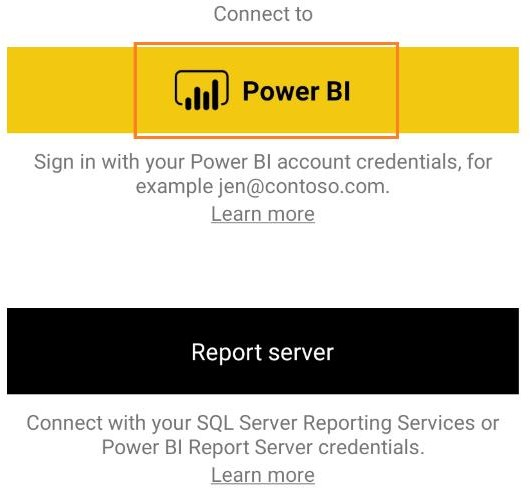 Connect to
Power BI
Sign in with your Power BI account credentials, for
example jen@contoso.com.
Learn more
Report server
Connect with your SQL Server Reporting Services or
Power BI Report Server credentials.
Learn more